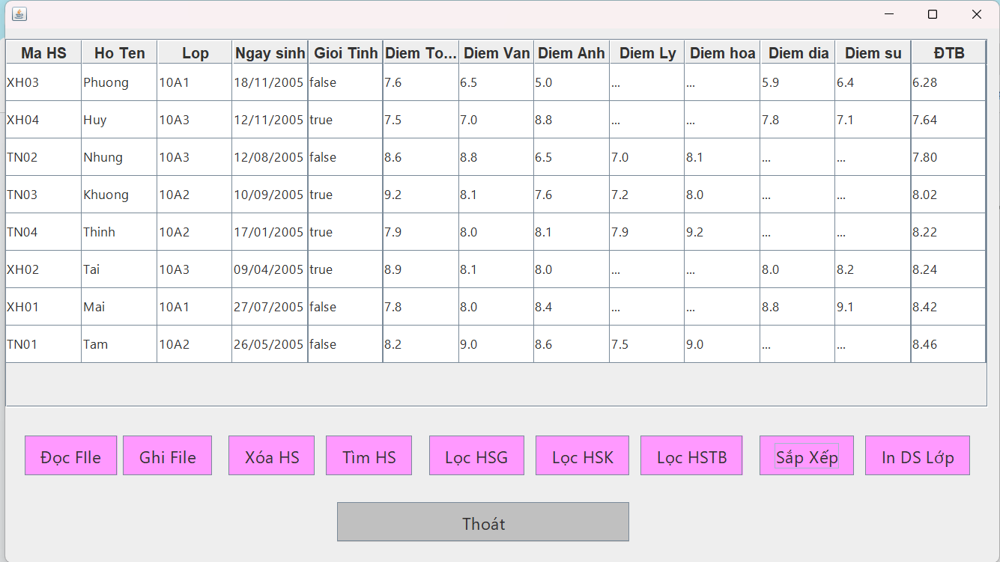 Ma HS Ho Ten Lop Ngay sinh Gioi Tinh Diem To... Diem Van Diem Anh Diem Ly Diem hoa Diem dia Diem su ĐTB
XH03 Phuong 10A1 18/11/2005 false 7.6 6.5 5.0 ... ... 5.9 6.4 6.28
XH04 Huy 10A3 12/11/2005 true 7.5 7.0 8.8 ... ... 7.8 7.1 7.64
TN02 Nhung 10A3 12/08/2005 false 8.6 8.8 6.5 7.0 8.1 ... ... 7.80
TN03 Khuong 10A2 10/09/2005 true 9.2 8.1 7.6 7.2 8.0 ... ... 8.02
TN04 Thinh 10A2 17/01/2005 true 7.9 8.0 8.1 7.9 9.2 ... ... 8.22
XH02 Tai 10A3 09/04/2005 true 8.9 8.1 8.0 ... ... 8.0 8.2 8.24
XH01 Mai 10A1 27/07/2005 false 7.8 8.0 8.4 ... ... 8.8 9.1 8.42
TN01 Tam 10A2 26/05/2005 false 8.2 9.0 8.6 7.5 9.0 ... ... 8.46
Đọc FIle Ghi File Xóa HS Tìm HS Lọc HSG Lọc HSK Lọc HSTB Sắp Xếp In DS Lớp
Thoát